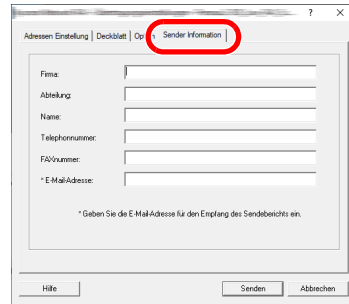 ? X
Adressen Einstellung Deckblatt Sender Information
Firma:
Abteilung:
Name:
Telephonnummer:
FAXnummer:
* E-Mail-Adresse:
* Geben Sie die E-Mail-Adresse für den Empfang des Sendeberichts ein.
Hilfe Senden Abbrechen